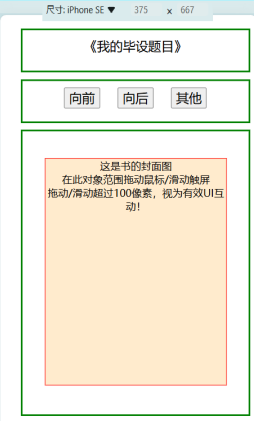 尺寸: iPhone SE ▼ 375 × 667
《我的毕设题目》
向前 向后 其他
这是书的封面图
在此对象范围拖动鼠标/滑动触屏
拖动/滑动超过100像素，视为有效UI互
动！